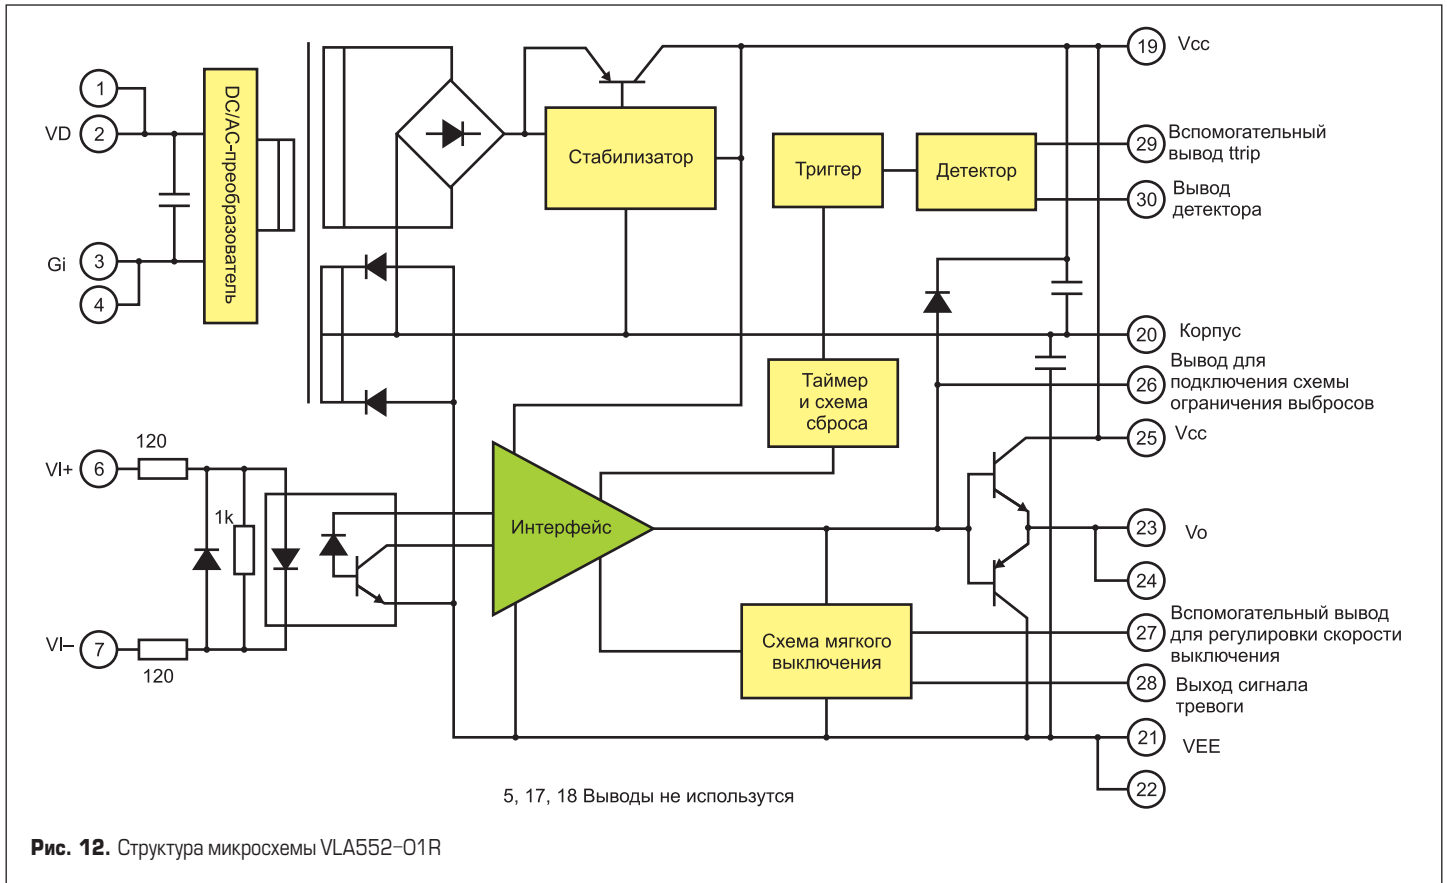 1
VD 2
Gi 3
4
DC/AC-преобразователь
Стабилизатор
Триггер
Детектор
19 Vcc
29 Вспомогательный
вывод ttrip
30 Вывод
детектора
20 Корпус
26 Вывод для
подключения схемы
ограничения выбросов
Таймер
и схема
сброса
25 Vcc
120
VI+ 6
1k
Интерфейс
23 Vo
24
VI– 7
120
Схема мягкого
выключения
27 Вспомогательный вывод
для регулировки скорости
выключения
28 Выход сигнала
тревоги
21 VEE
22
5, 17, 18 Выводы не использутся
Рис. 12. Структура микросхемы VLA552–01R